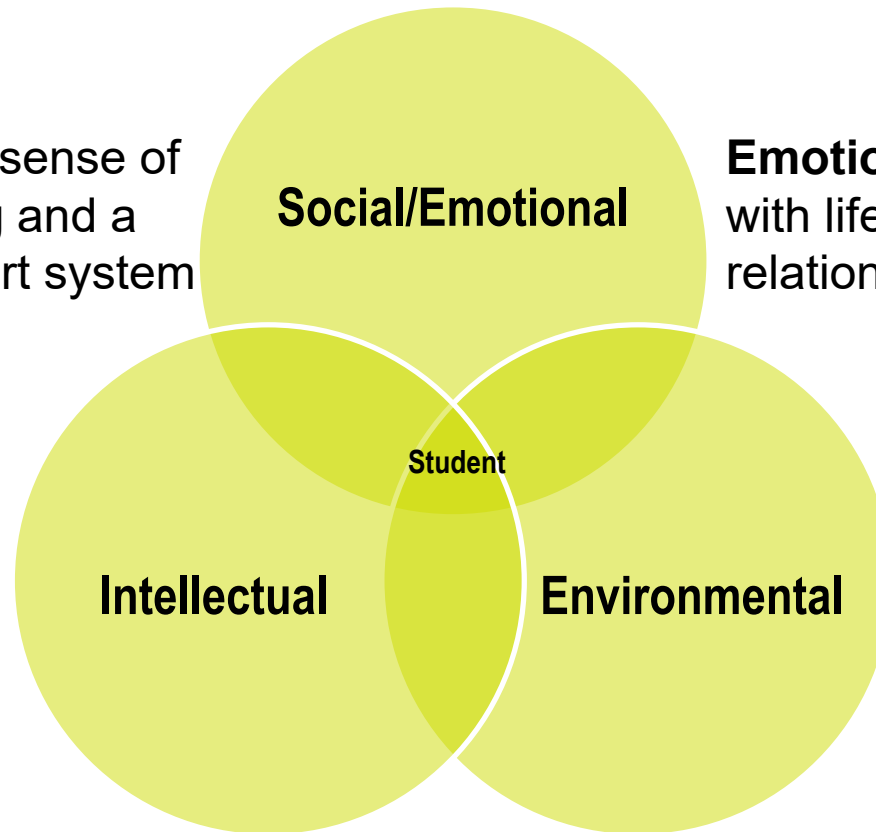 sense of
g and a
rt system
Social/Emotional
Emotio
with life
relation
Student
Intellectual
Environmental